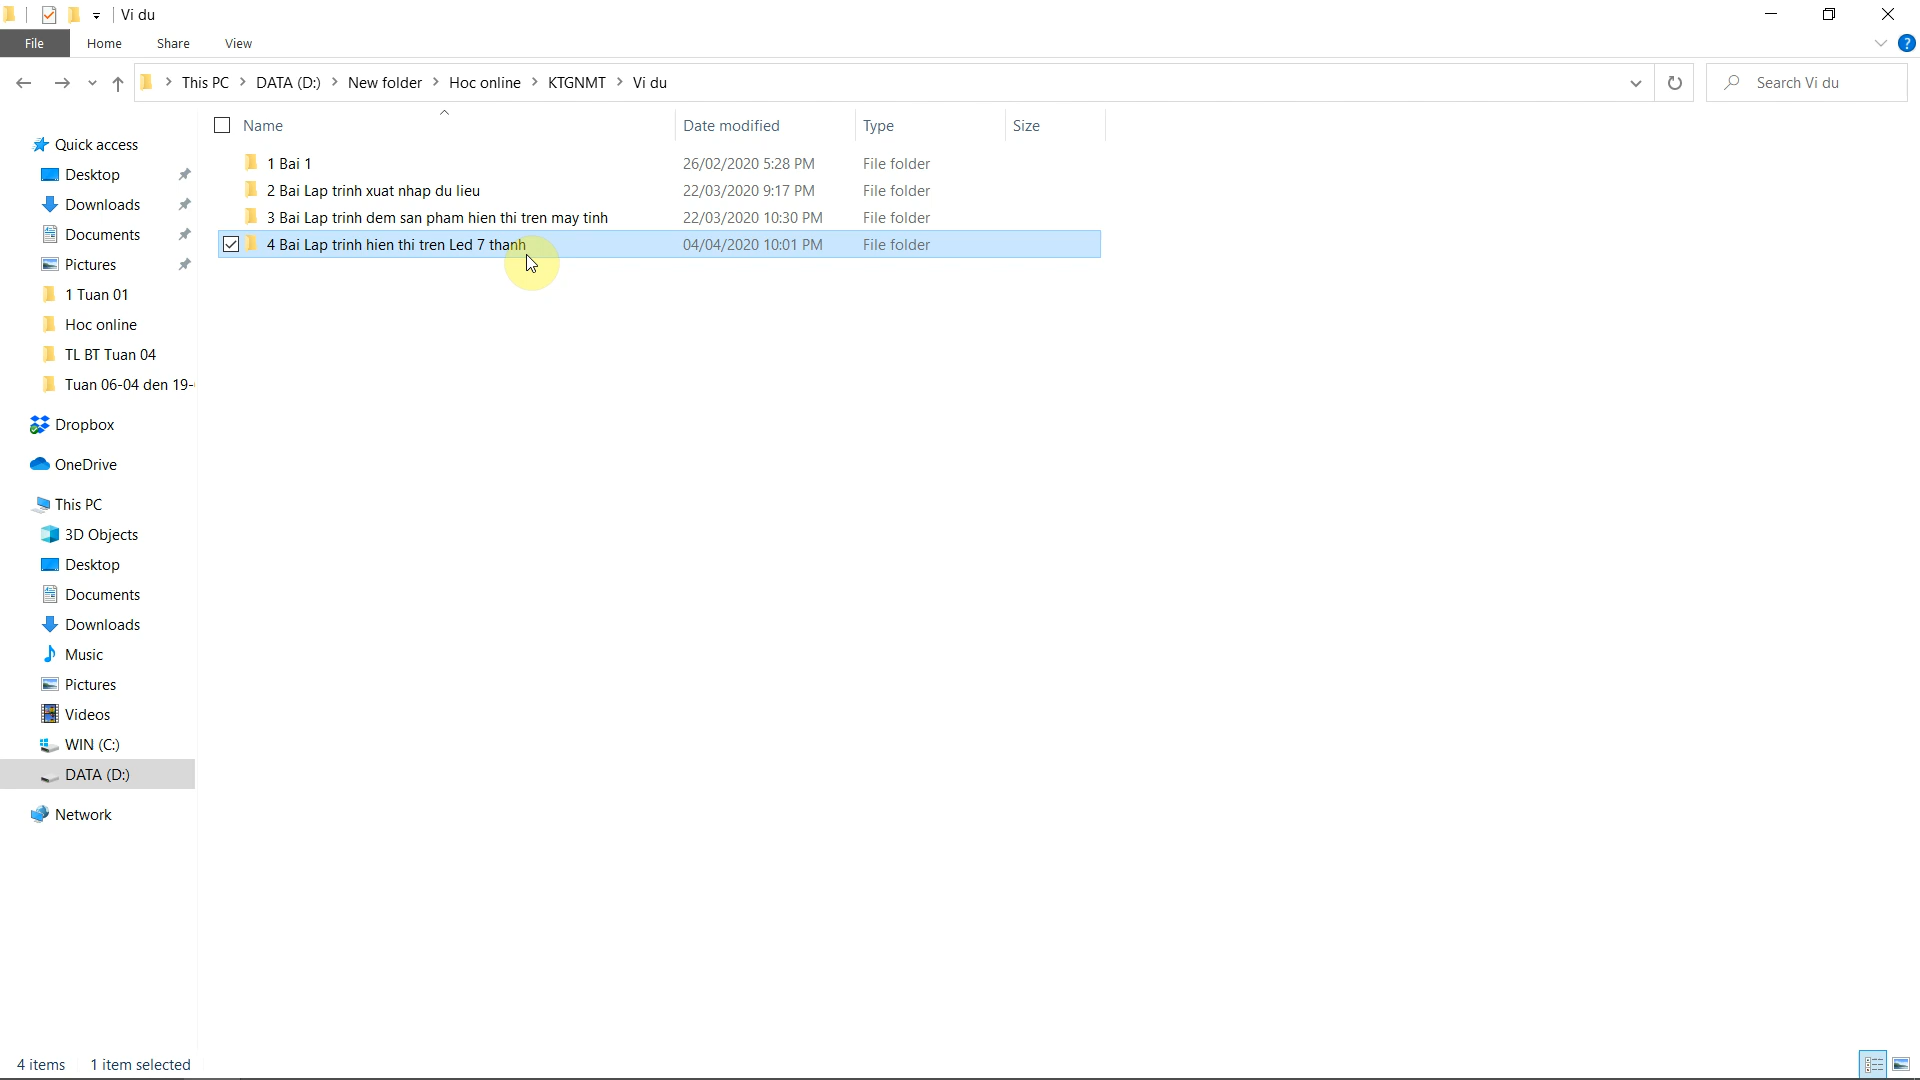 Vi du
File Home Share View
This PC > DATA (D:) > New folder > Hoc online > KTGNMT > Vi du
Search Vi du
Name Date modified Type Size
1 Bai 1 26/02/2020 5:28 PM File folder
2 Bai Lap trinh xuat nhap du lieu 22/03/2020 9:17 PM File folder
3 Bai Lap trinh dem san pham hien thi tren may tinh 22/03/2020 10:30 PM File folder
4 Bai Lap trinh hien thi tren Led 7 thanh 04/04/2020 10:01 PM File folder
Quick access
Desktop
Downloads
Documents
Pictures
1 Tuan 01
Hoc online
TL BT Tuan 04
Tuan 06-04 den 19-
Dropbox
OneDrive
This PC
3D Objects
Desktop
Documents
Downloads
Music
Pictures
Videos
WIN (C:)
DATA (D:)
Network
4 items 1 item selected